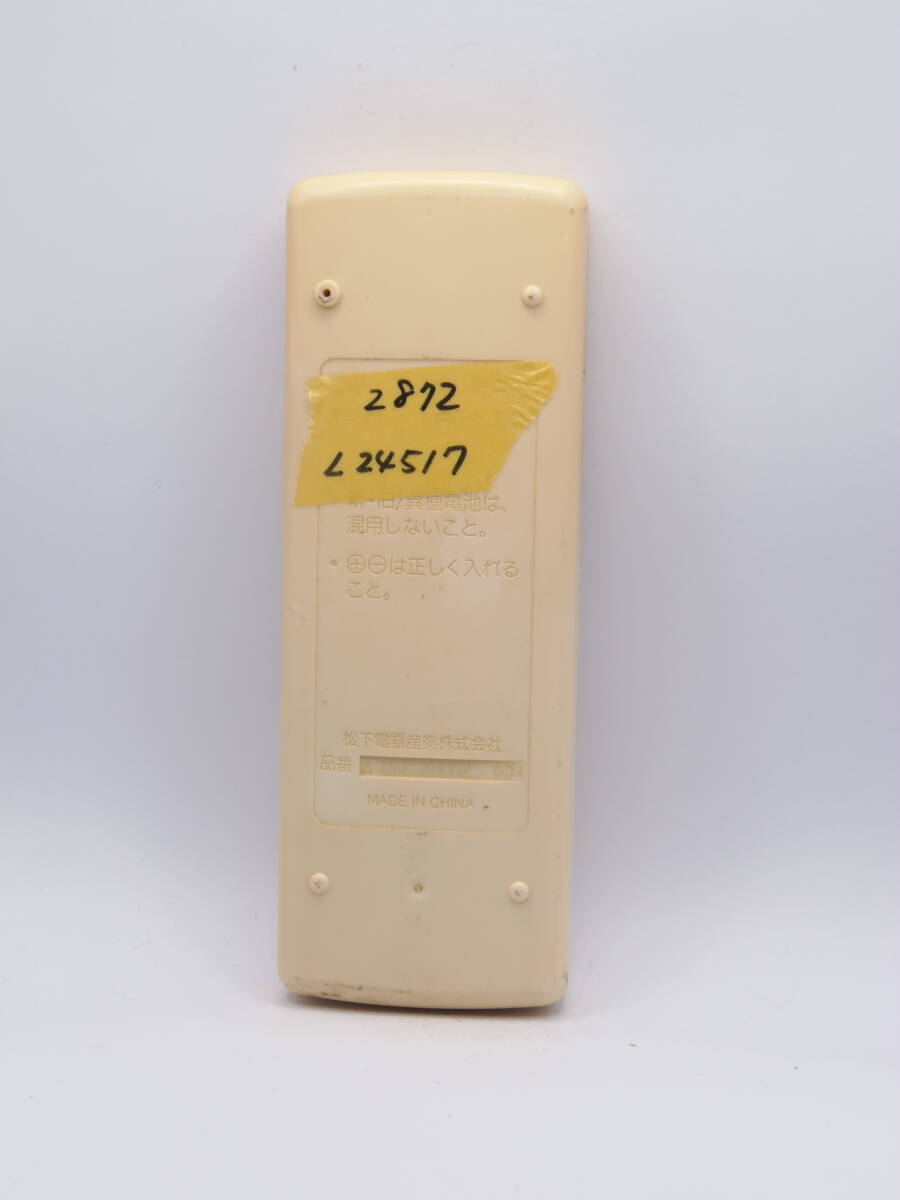 2872
L24517
新・旧/異種電池は、
混用しないこと。
• ⊕⊖は正しく入れる
こと。
松下電器産業株式会社
品番
MADE IN CHINA